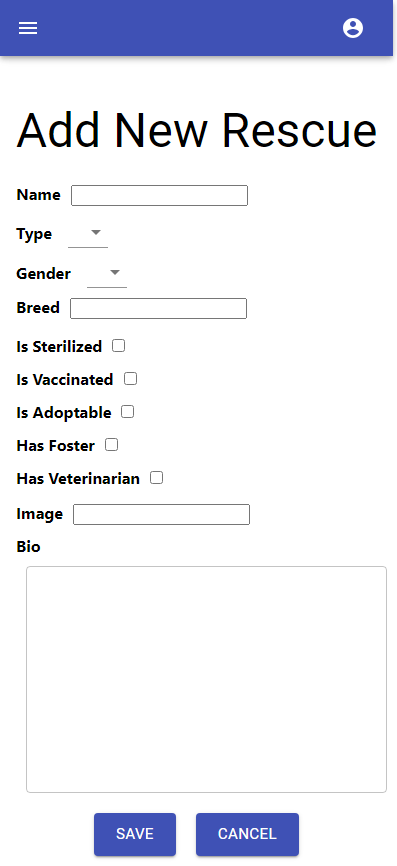 Add New Rescue
Name
Type
Gender
Breed
Is Sterilized
Is Vaccinated
Is Adoptable
Has Foster
Has Veterinarian
Image
Bio
SAVE CANCEL